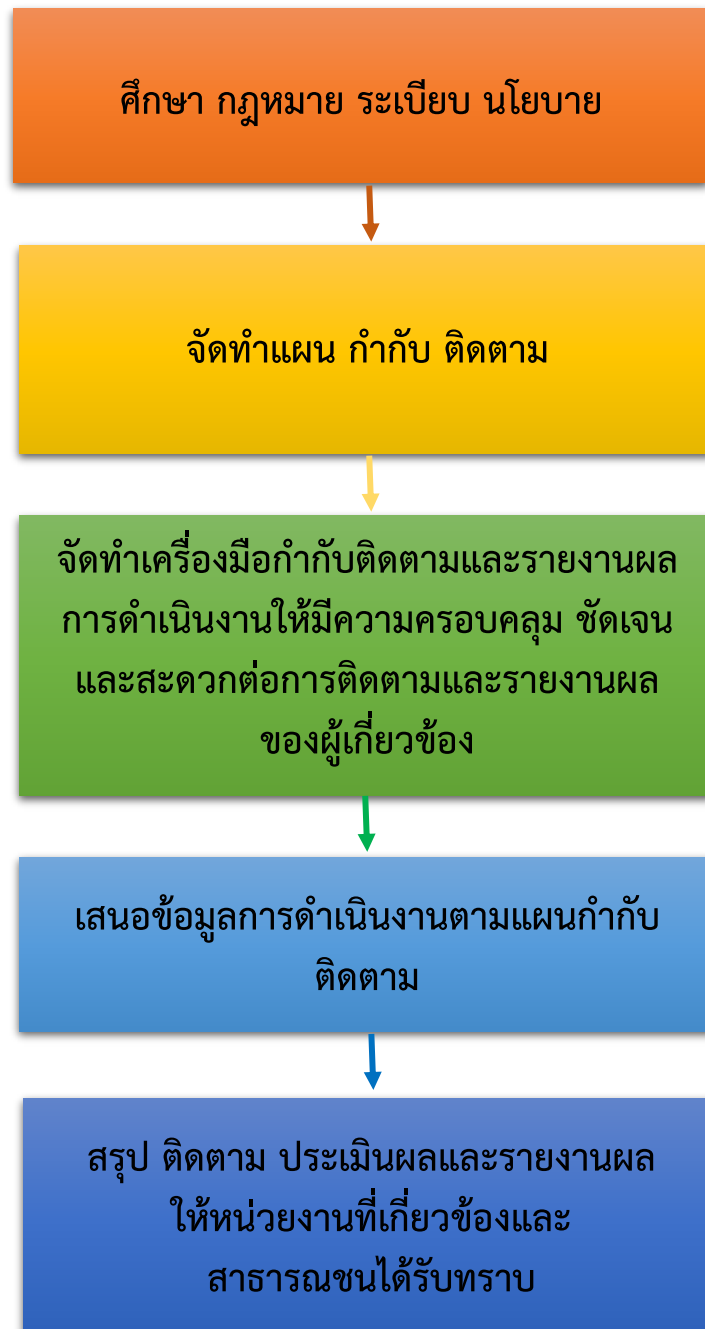 ศึกษา กฎหมาย ระเบียบ นโยบาย
จัดทำแผน กำกับ ติดตาม
จัดทำเครื่องมือกำกับติดตามและรายงานผล
การดำเนินงานให้มีความครอบคลุม ชัดเจน
และสะดวกต่อการติดตามและรายงานผล
ของผู้เกี่ยวข้อง
เสนอข้อมูลการดำเนินงานตามแผนกำกับ
ติดตาม
สรุป ติดตาม ประเมินผลและรายงานผล
ให้หน่วยงานที่เกี่ยวข้องและ
สาธารณชนได้รับทราบ